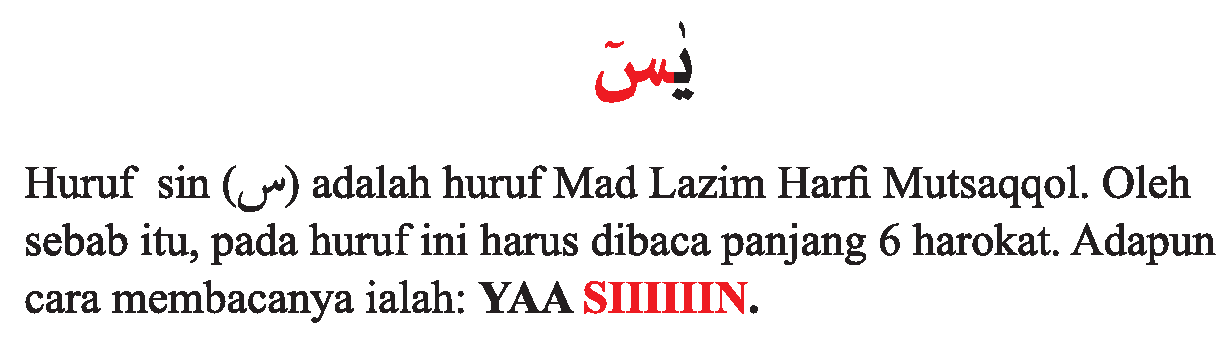 يٰسٓ
Huruf sin (س) adalah huruf Mad Lazim Harfi Mutsaqqol. Oleh
sebab itu, pada huruf ini harus dibaca panjang 6 harokat. Adapun
cara membacanya ialah: YAA SIIIIIIN.